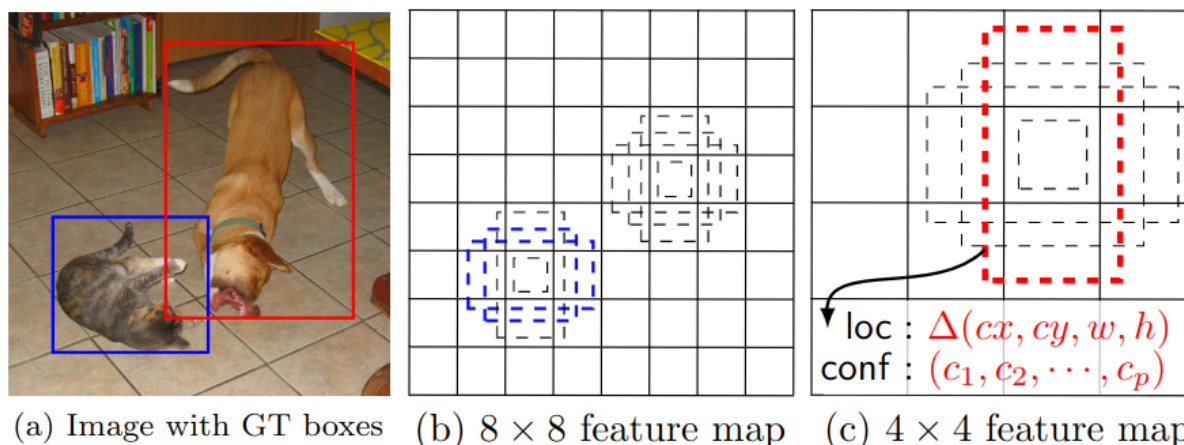 loc : Δ(cx, cy, w, h)
conf : (c₁, c₂, ⋯, cₚ)
(a) Image with GT boxes
(b) 8 × 8 feature map
(c) 4 × 4 feature map